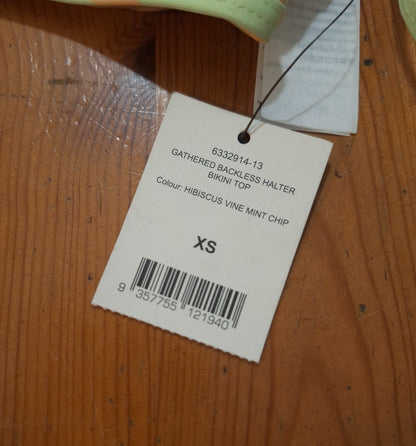 6332914-13
GATHERED BACKLESS HALTER
BIKINI TOP
Colour: HIBISCUS VINE MINT CHIP
XS
9 357755 121940